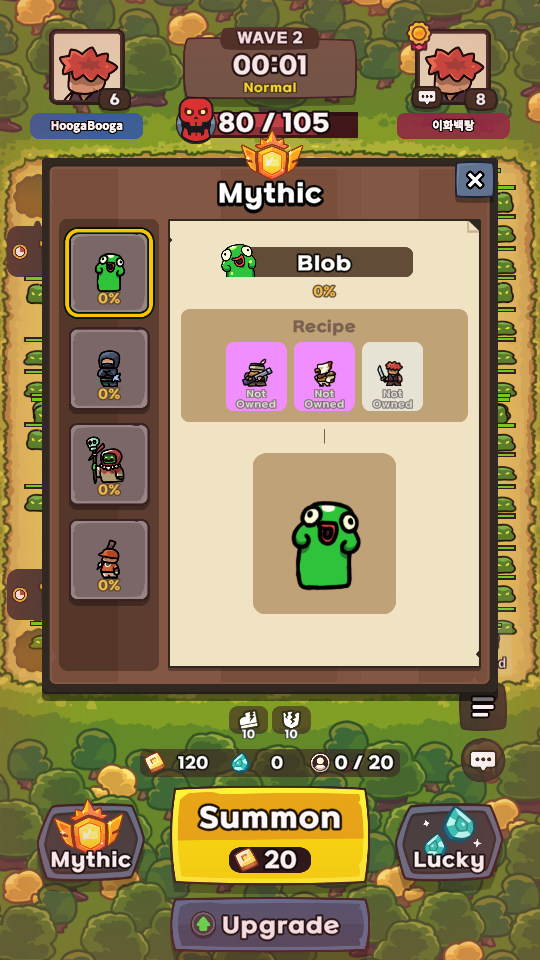 WAVE 2
00:01
Normal
6
8
HoogaBooga
이화백랑
80 / 105
Mythic
Blob
0%
0%
Recipe
Not Owned
Not Owned
Not Owned
0%
0%
0%
10
10
120
0
0 / 20
Summon
20
Mythic
Lucky
Upgrade